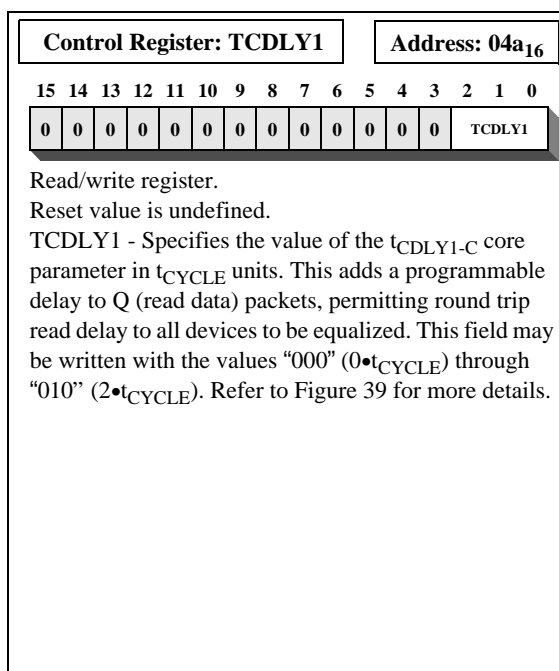 Control Register: TCDLY1 Address: 04a16
15 14 13 12 11 10 9 8 7 6 5 4 3 2 1 0
0 0 0 0 0 0 0 0 0 0 0 0 0 TCDLY1
Read/write register.
Reset value is undefined.
TCDLY1 - Specifies the value of the tCDLY1-C core
parameter in tCYCLE units. This adds a programmable
delay to Q (read data) packets, permitting round trip
read delay to all devices to be equalized. This field may
be written with the values “000” (0•tCYCLE) through
“010” (2•tCYCLE). Refer to Figure 39 for more details.